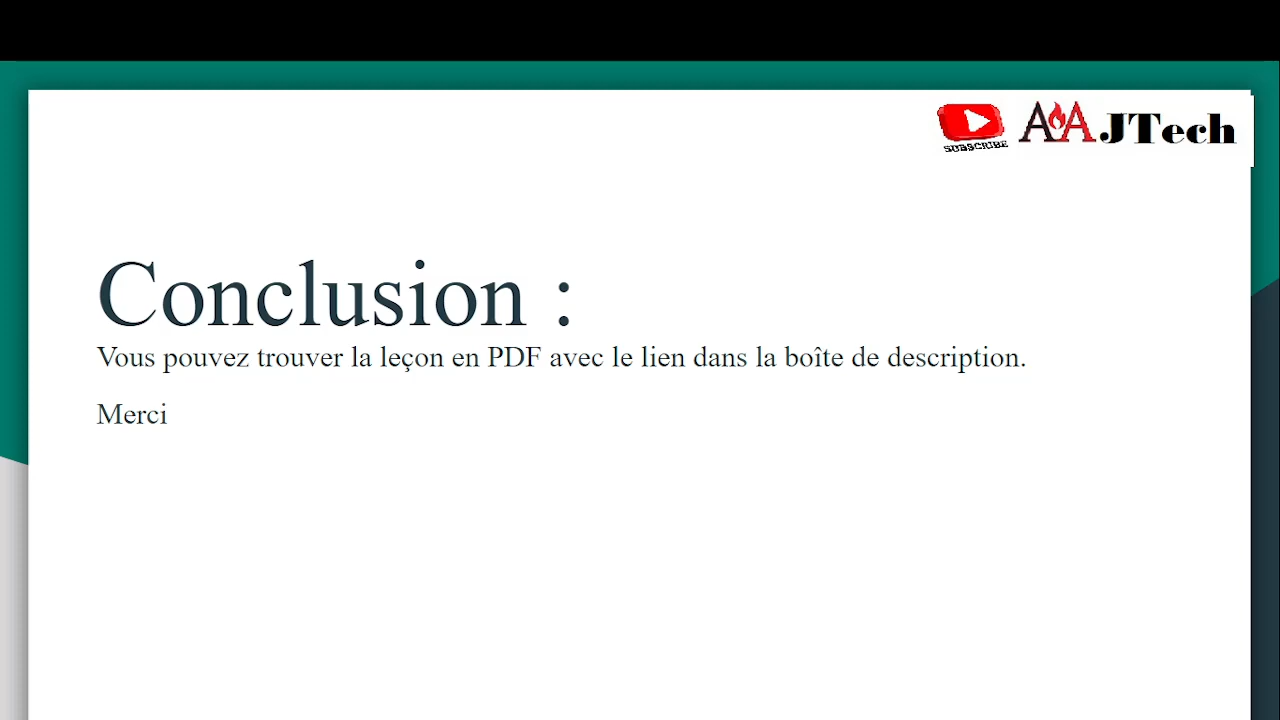 SUBSCRIBE
AAJTech
Conclusion :
Vous pouvez trouver la leçon en PDF avec le lien dans la boîte de description.
Merci